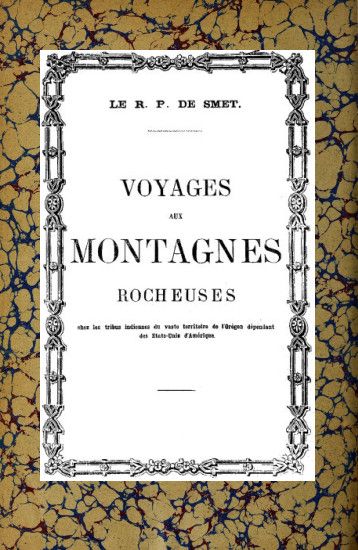 LE R. P. DE SMET.
VOYAGES
AUX
MONTAGNES
ROCHEUSES
chez les tribus indiennes du vaste territoire de l'Orégon dépendant
des Etats-Unis d'Amérique.